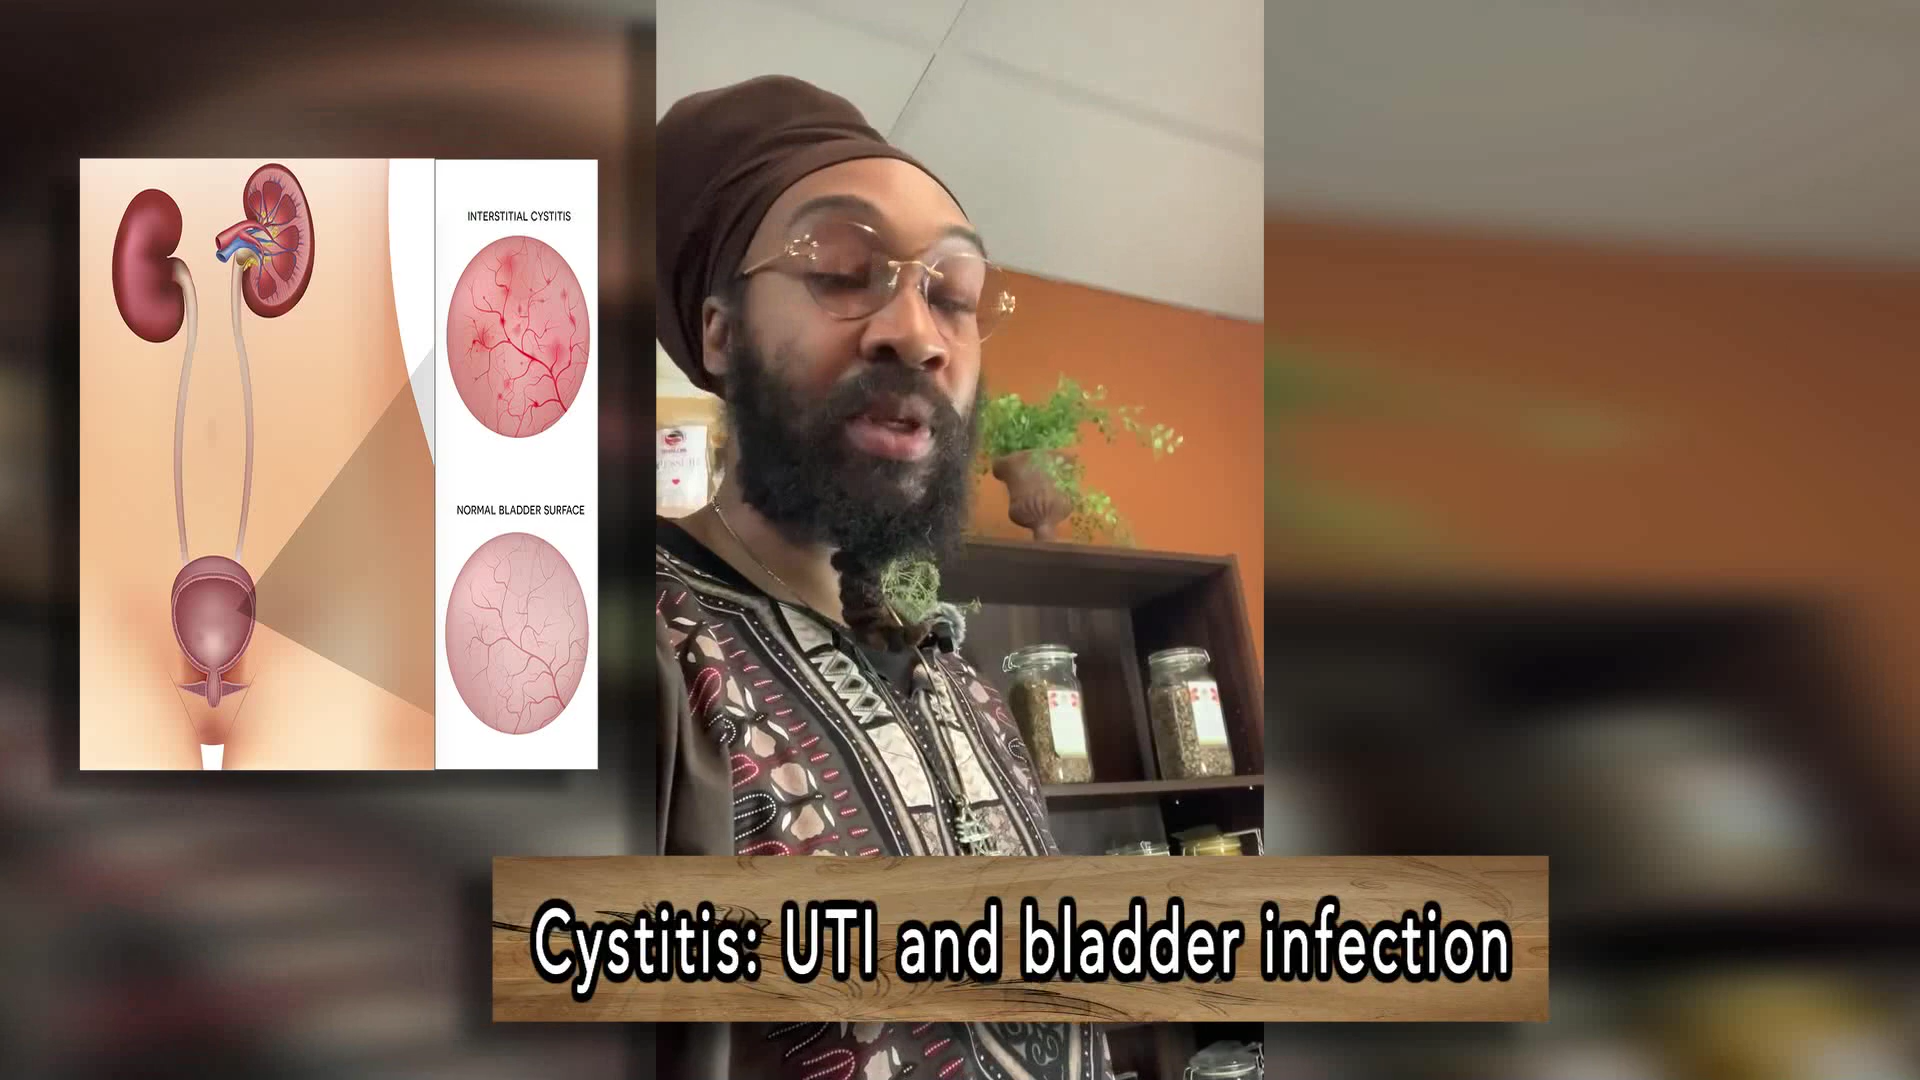 INTERSTITIAL CYSTITIS
NORMAL BLADDER SURFACE
Cystitis: UTI and bladder infection